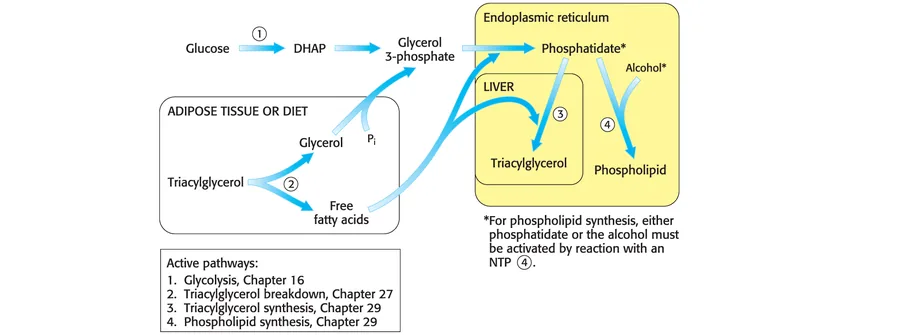 Endoplasmic reticulum
①
Glucose
DHAP
Glycerol
3-phosphate
Phosphatidate*
Alcohol*
LIVER
③
④
ADIPOSE TISSUE OR DIET
Pi
Glycerol
Triacylglycerol
②
Triacylglycerol
Phospholipid
Free
fatty acids
*For phospholipid synthesis, either
phosphatidate or the alcohol must
be activated by reaction with an
NTP ④.
Active pathways:
1. Glycolysis, Chapter 16
2. Triacylglycerol breakdown, Chapter 27
3. Triacylglycerol synthesis, Chapter 29
4. Phospholipid synthesis, Chapter 29